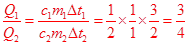 Q₁/Q₂ = c₁m₁Δt₁/c₂m₂Δt₂ = 1/2 × 1/1 × 3/2 = 3/4